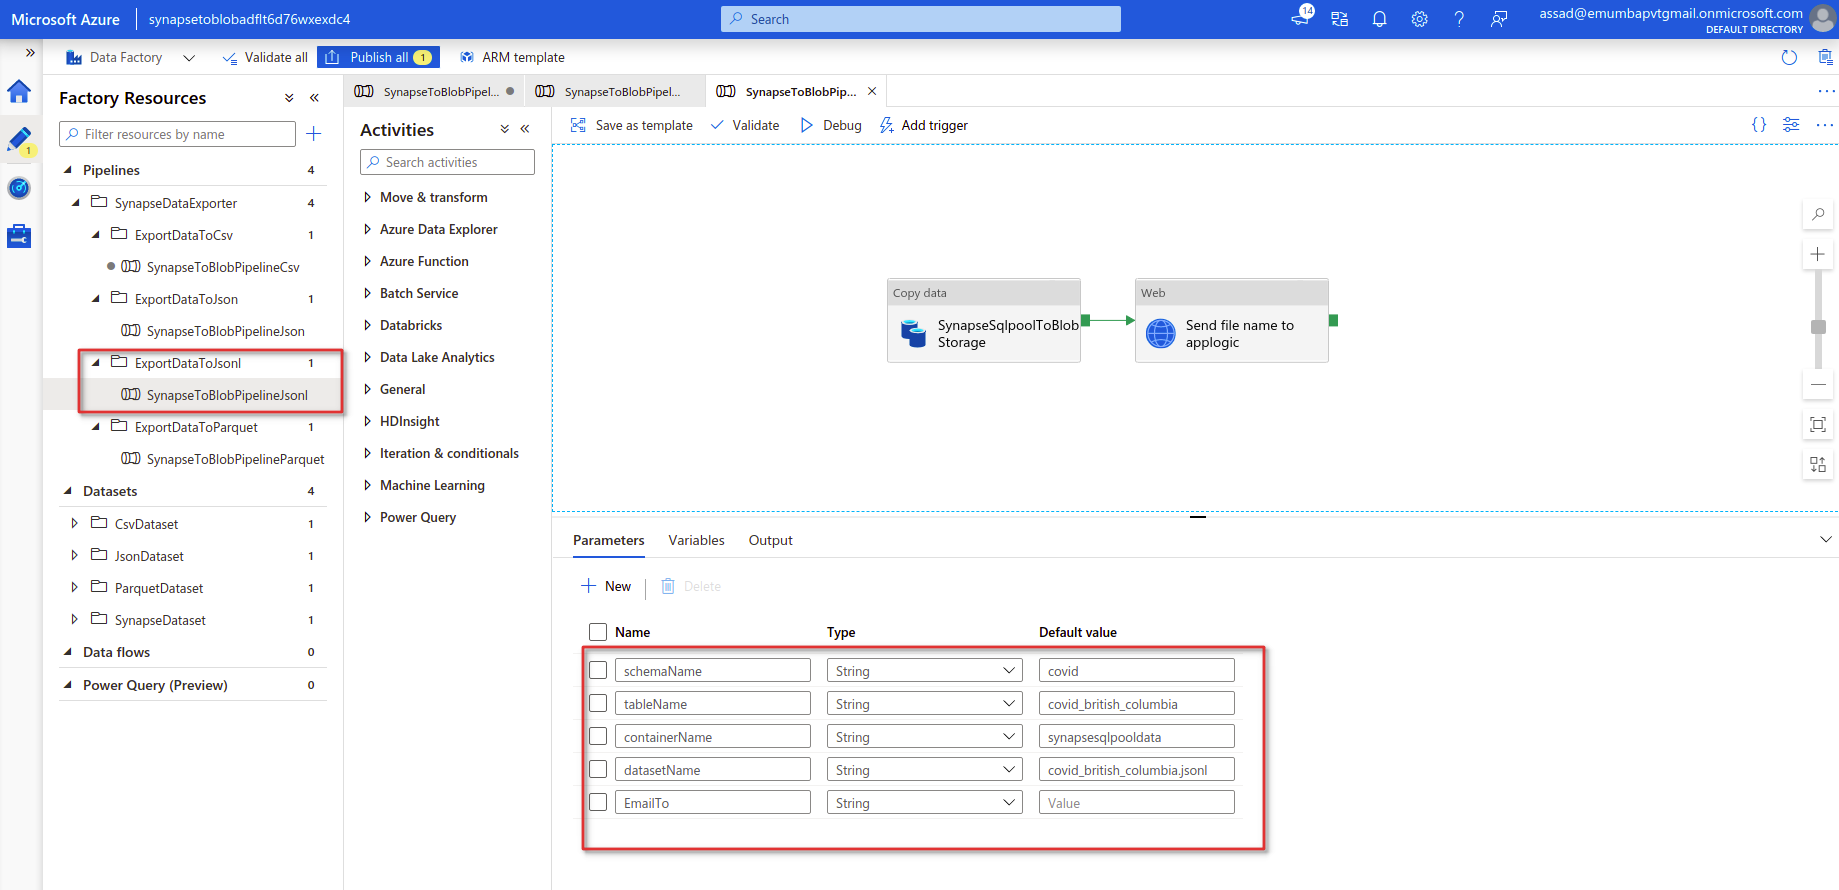 Microsoft Azure
synapsetoblobadflt6d76wxexdc4
Search
14
assad@emumbapvtgmail.onmicrosoft.com
DEFAULT DIRECTORY
Data Factory
Validate all
Publish all 1
ARM template
Factory Resources
Filter resources by name
1
Pipelines 4
SynapseDataExporter 4
ExportDataToCsv 1
SynapseToBlobPipelineCsv
ExportDataToJson 1
SynapseToBlobPipelineJson
ExportDataToJsonl 1
SynapseToBlobPipelineJsonl
ExportDataToParquet 1
SynapseToBlobPipelineParquet
Datasets 4
CsvDataset 1
JsonDataset 1
ParquetDataset 1
SynapseDataset 1
Data flows 0
Power Query (Preview) 0
SynapseToBlobPipel...
SynapseToBlobPipel...
SynapseToBlobPip...
Activities
Search activities
Move & transform
Azure Data Explorer
Azure Function
Batch Service
Databricks
Data Lake Analytics
General
HDInsight
Iteration & conditionals
Machine Learning
Power Query
Save as template
Validate
Debug
Add trigger
Copy data
SynapseSqlpoolToBlob
Storage
Web
Send file name to
applogic
Parameters
Variables
Output
New
Delete
Name Type Default value
schemaName String covid
tableName String covid_british_columbia
containerName String synapsesqlpooldata
datasetName String covid_british_columbia.jsonl
EmailTo String Value